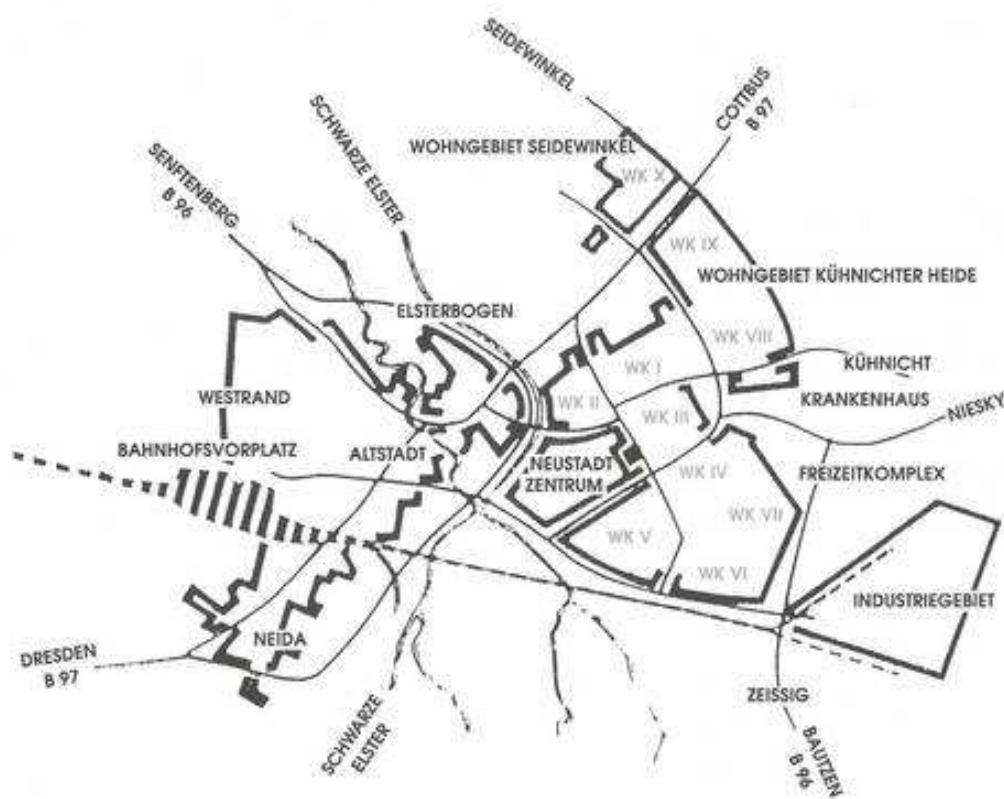 SEIDEWINKEL
COTTBUS
B 97
SCHWARZE ELSTER
WOHNGEBIET SEIDEWINKEL
WK X
SENFTENBERG
B 96
WK IX
WOHNGEBIET KÜHNICHTER HEIDE
ELSTERBOGEN
WK VIII
WK I
KÜHNICHT
WESTRAND
WK II
KRANKENHAUS
WK III
NIESKY
BAHNHOFSVORPLATZ
ALTSTADT
NEUSTADT
ZENTRUM
WK IV
FREIZEITKOMPLEX
WK VII
WK V
WK VI
INDUSTRIEGEBIET
NEIDA
DRESDEN
B 97
ZEISSIG
SCHWARZE
ELSTER
BAUTZEN
B 96